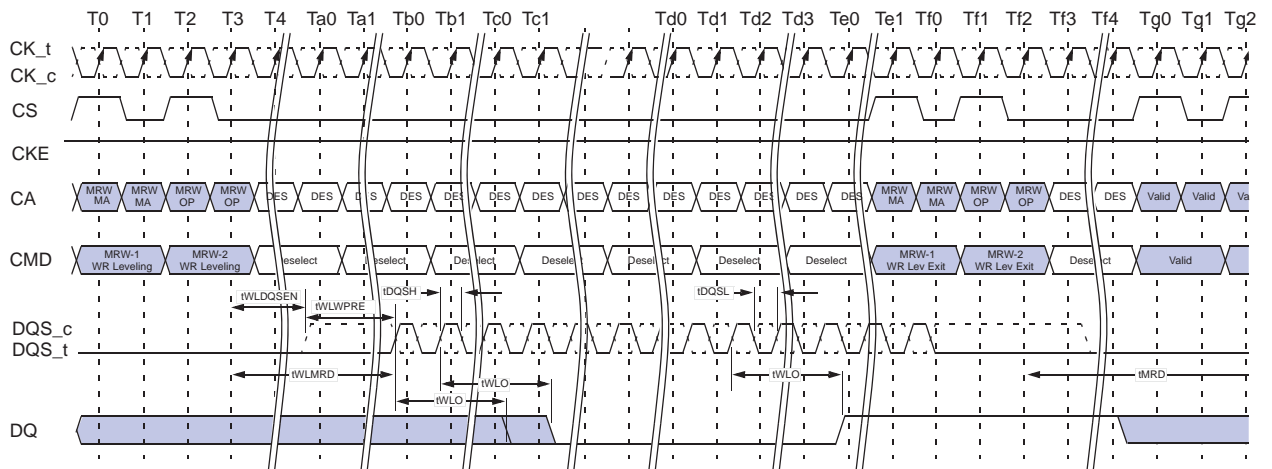 T0 T1 T2 T3 T4 Ta0 Ta1 Tb0 Tb1 Tc0 Tc1 Td0 Td1 Td2 Td3 Te0 Te1 Tf0 Tf1 Tf2 Tf3 Tf4 Tg0 Tg1 Tg2
CK_t
CK_c
CS
CKE
MRW MRW MRW MRW MRW MRW MRW MRW
CA DES DES DES DES DES DES DES DES DES DES DES DES DES DES DES DES Valid Valid Va
MA MA OP OP MA MA OP OP
MRW-1 MRW-2 MRW-1 MRW-2
CMD Deselect Deselect Deselect Deselect Deselect Deselect Deselect Deselect Valid
WR Leveling WR Leveling WR Lev Exit WR Lev Exit
tDQSH tDQSL
tWLDQSEN tWLWPRE
DQS_c
DQS_t
tWLMRD tWLO tWLO tMRD
tWLO
DQ